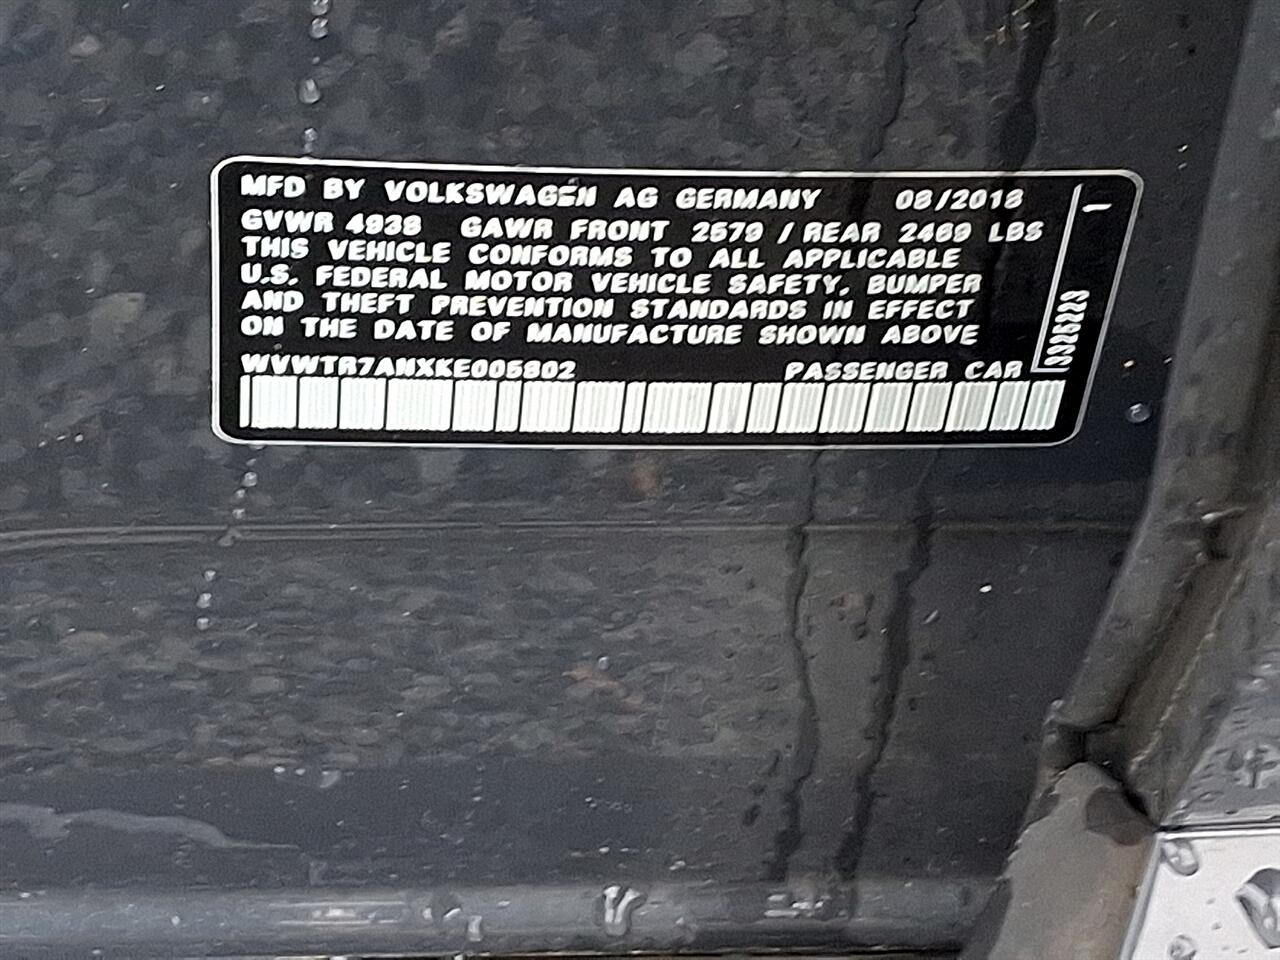 MFD BY VOLKSWAGEN AG GERMANY 08/2018
GVWR 4938 GAWR FRONT 2579 / REAR 2469 LBS
THIS VEHICLE CONFORMS TO ALL APPLICABLE
U.S. FEDERAL MOTOR VEHICLE SAFETY, BUMPER
AND THEFT PREVENTION STANDARDS IN EFFECT
ON THE DATE OF MANUFACTURE SHOWN ABOVE
WVWTR7ANXKE005802 PASSENGER CAR